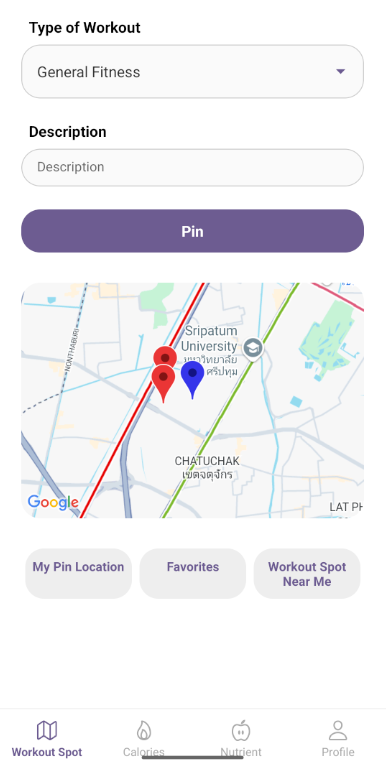 Type of Workout
General Fitness
Description
Description
Pin
NONTHABURI
Sripatum
University
มหาวิทยาลัย
ศรีปทุม
CHATUCHAK
เขตจตุจักร
Google
LAT PH
My Pin Location
Favorites
Workout Spot
Near Me
Workout Spot
Calories
Nutrient
Profile